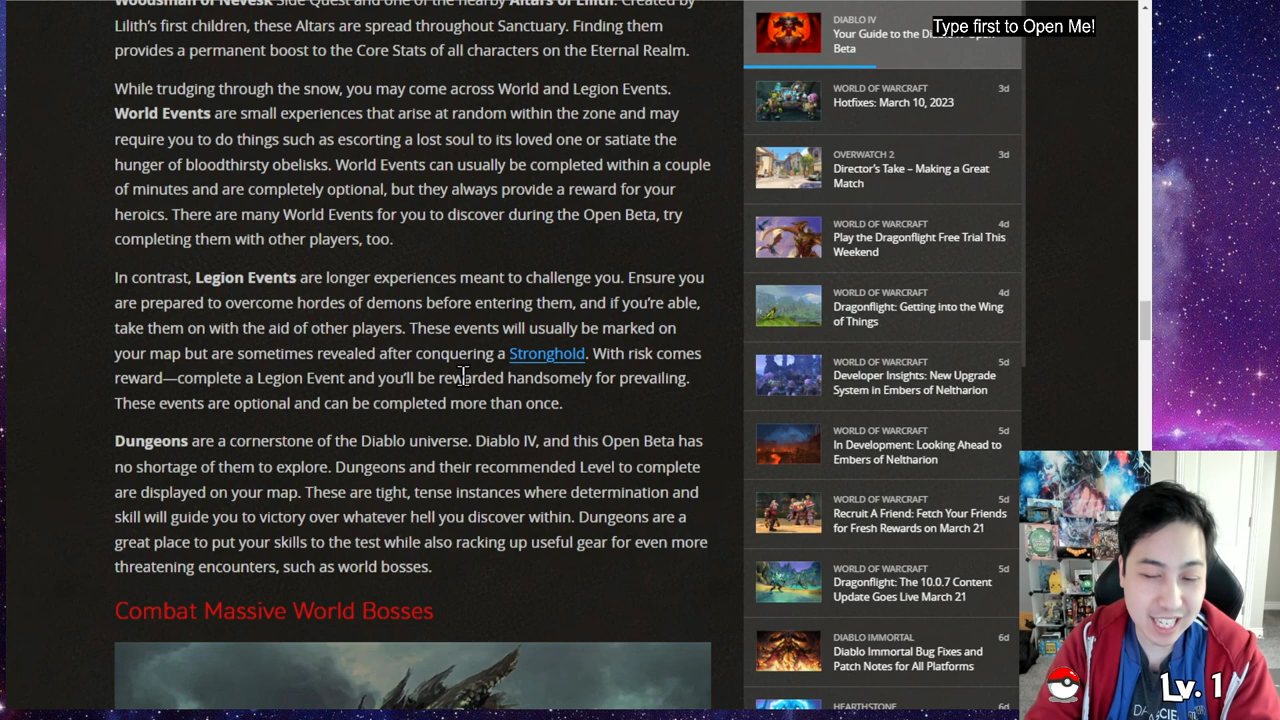 Woodsman of Nevesk Side Quest and one of the nearby Altars of Lilith. Created by
Lilith's first children, these Altars are spread throughout Sanctuary. Finding them
provides a permanent boost to the Core Stats of all characters on the Eternal Realm.
While trudging through the snow, you may come across World and Legion Events.
World Events are small experiences that arise at random within the zone and may
require you to do things such as escorting a lost soul to its loved one or satiate the
hunger of bloodthirsty obelisks. World Events can usually be completed within a couple
of minutes and are completely optional, but they always provide a reward for your
heroics. There are many World Events for you to discover during the Open Beta, try
completing them with other players, too.
In contrast, Legion Events are longer experiences meant to challenge you. Ensure you
are prepared to overcome hordes of demons before entering them, and if you're able,
take them on with the aid of other players. These events will usually be marked on
your map but are sometimes revealed after conquering a Stronghold. With risk comes
reward—complete a Legion Event and you'll be rewarded handsomely for prevailing.
These events are optional and can be completed more than once.
Dungeons are a cornerstone of the Diablo universe. Diablo IV, and this Open Beta has
no shortage of them to explore. Dungeons and their recommended Level to complete
are displayed on your map. These are tight, tense instances where determination and
skill will guide you to victory over whatever hell you discover within. Dungeons are a
great place to put your skills to the test while also racking up useful gear for even more
threatening encounters, such as world bosses.
Combat Massive World Bosses
DIABLO IV
Your Guide to the
Beta
Type first to Open Me!
WORLD OF WARCRAFT 3d
Hotfixes: March 10, 2023
OVERWATCH 2 3d
Director's Take – Making a Great
Match
WORLD OF WARCRAFT 4d
Play the Dragonflight Free Trial This
Weekend
WORLD OF WARCRAFT 4d
Dragonflight: Getting into the Wing
of Things
WORLD OF WARCRAFT 5d
Developer Insights: New Upgrade
System in Embers of Neltharion
WORLD OF WARCRAFT 5d
In Development: Looking Ahead to
Embers of Neltharion
WORLD OF WARCRAFT 5d
Recruit A Friend: Fetch Your Friends
for Fresh Rewards on March 21
WORLD OF WARCRAFT 5d
Dragonflight: The 10.0.7 Content
Update Goes Live March 21
DIABLO IMMORTAL 6d
Diablo Immortal Bug Fixes and
Patch Notes for All Platforms
HEARTHSTONE 6d
Lv. 1